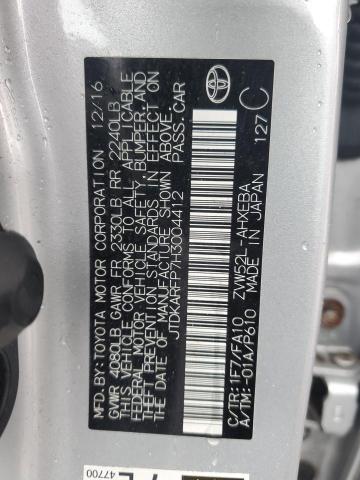 MFD. BY: TOYOTA MOTOR CORPORATION 12/16
GVWR 4080LB GAWR FR 2330LB RR 2240LB
THIS VEHICLE CONFORMS TO ALL APPLICABLE
FEDERAL MOTOR VEHICLE SAFETY, BUMPER, AND
THEFT PREVENTION STANDARDS IN EFFECT ON
THE DATE OF MANUFACTURE SHOWN ABOVE.
JTDKARFP7H3004412 PASS.CAR
C/TR: 1F7/FA10 ZVW52L-AHXEBA
A/TM: -01A/P610 MADE IN JAPAN 127 C
TOYOTA
47700